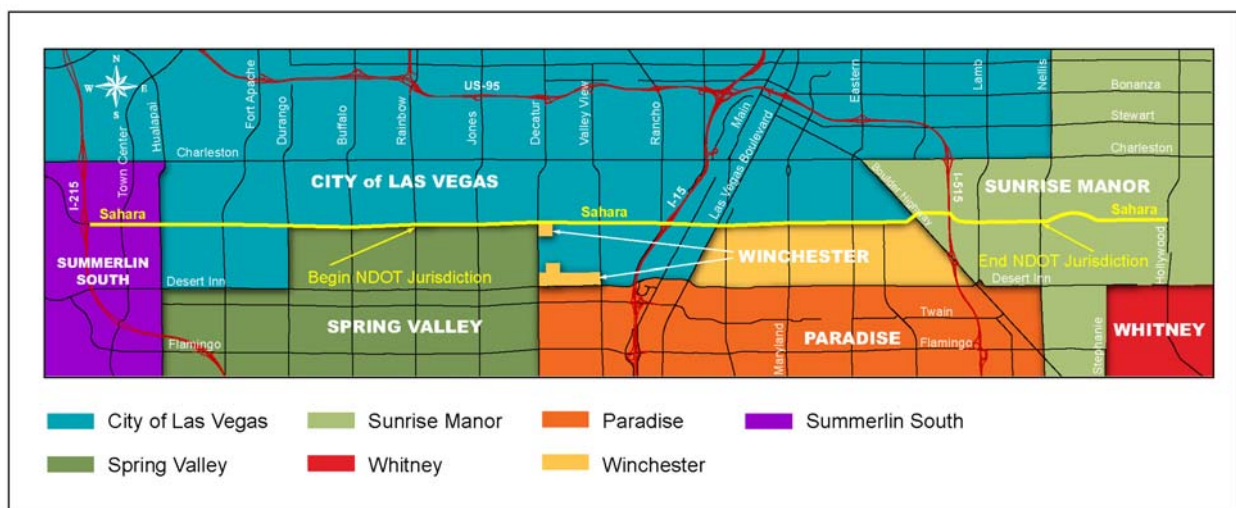 N
W E
S
Town Center
Hualapai
Fort Apache
Durango
Buffalo
Rainbow
US-95
Jones
Decatur
Valley View
Rancho
Main
Las Vegas Boulevard
Eastern
Lamb
Nellis
Bonanza
Stewart
Charleston
Charleston
CITY of LAS VEGAS
I-215
I-15
Boulder Highway
I-515
SUNRISE MANOR
Sahara
Sahara
Sahara
SUMMERLIN
SOUTH
Begin NDOT Jurisdiction
WINCHESTER
End NDOT Jurisdiction
Desert Inn
Desert Inn
Hollywood
SPRING VALLEY
Flamingo
Maryland
PARADISE
Twain
Flamingo
Stephanie
WHITNEY
City of Las Vegas
Sunrise Manor
Paradise
Summerlin South
Spring Valley
Whitney
Winchester